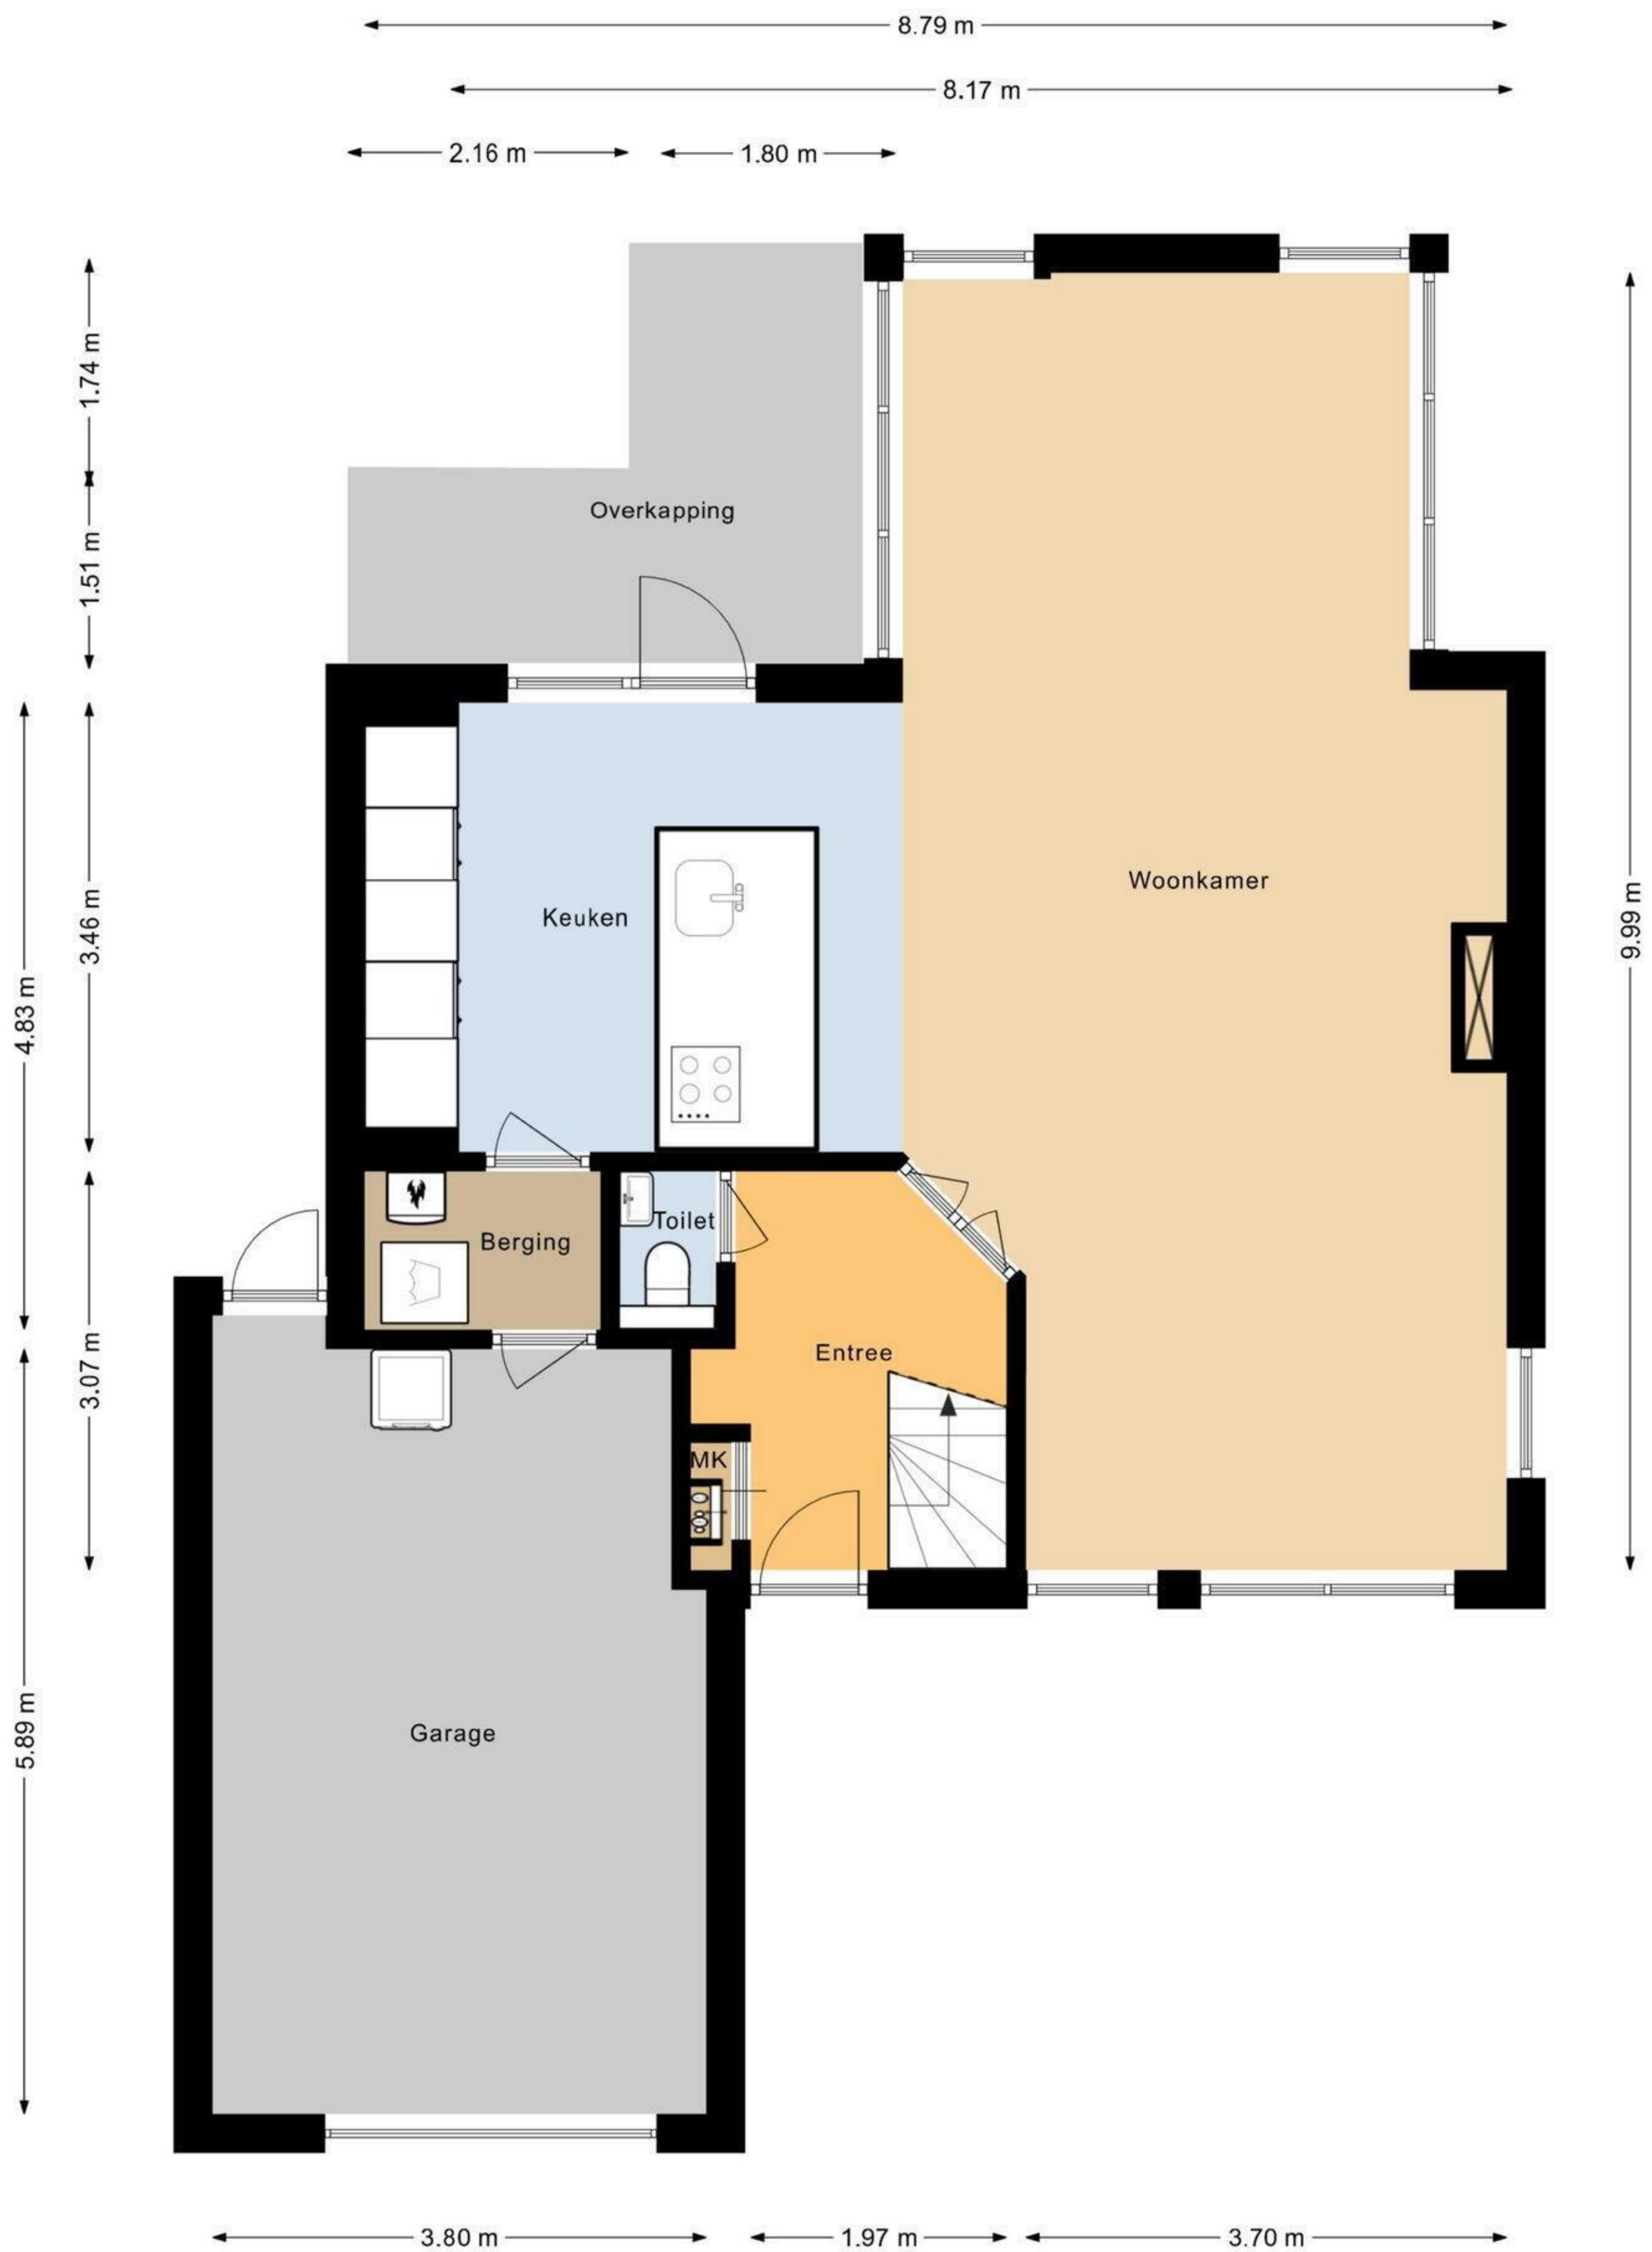 8.79 m
8.17 m
2.16 m
1.80 m
1.74 m
1.51 m
Overkapping
3.46 m
4.83 m
9.99 m
Woonkamer
Keuken
Toilet
Berging
3.07 m
Entree
MK
5.89 m
Garage
3.80 m
1.97 m
3.70 m